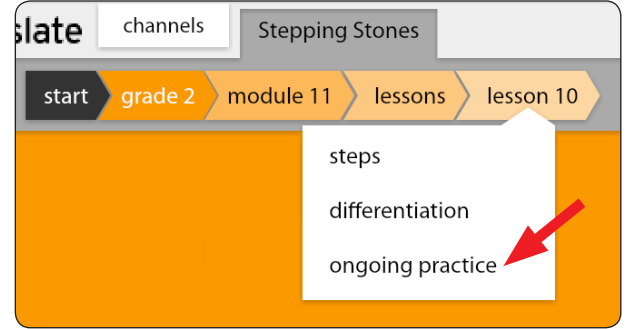 slate channels Stepping Stones
start grade 2 module 11 lessons lesson 10
steps
differentiation
ongoing practice